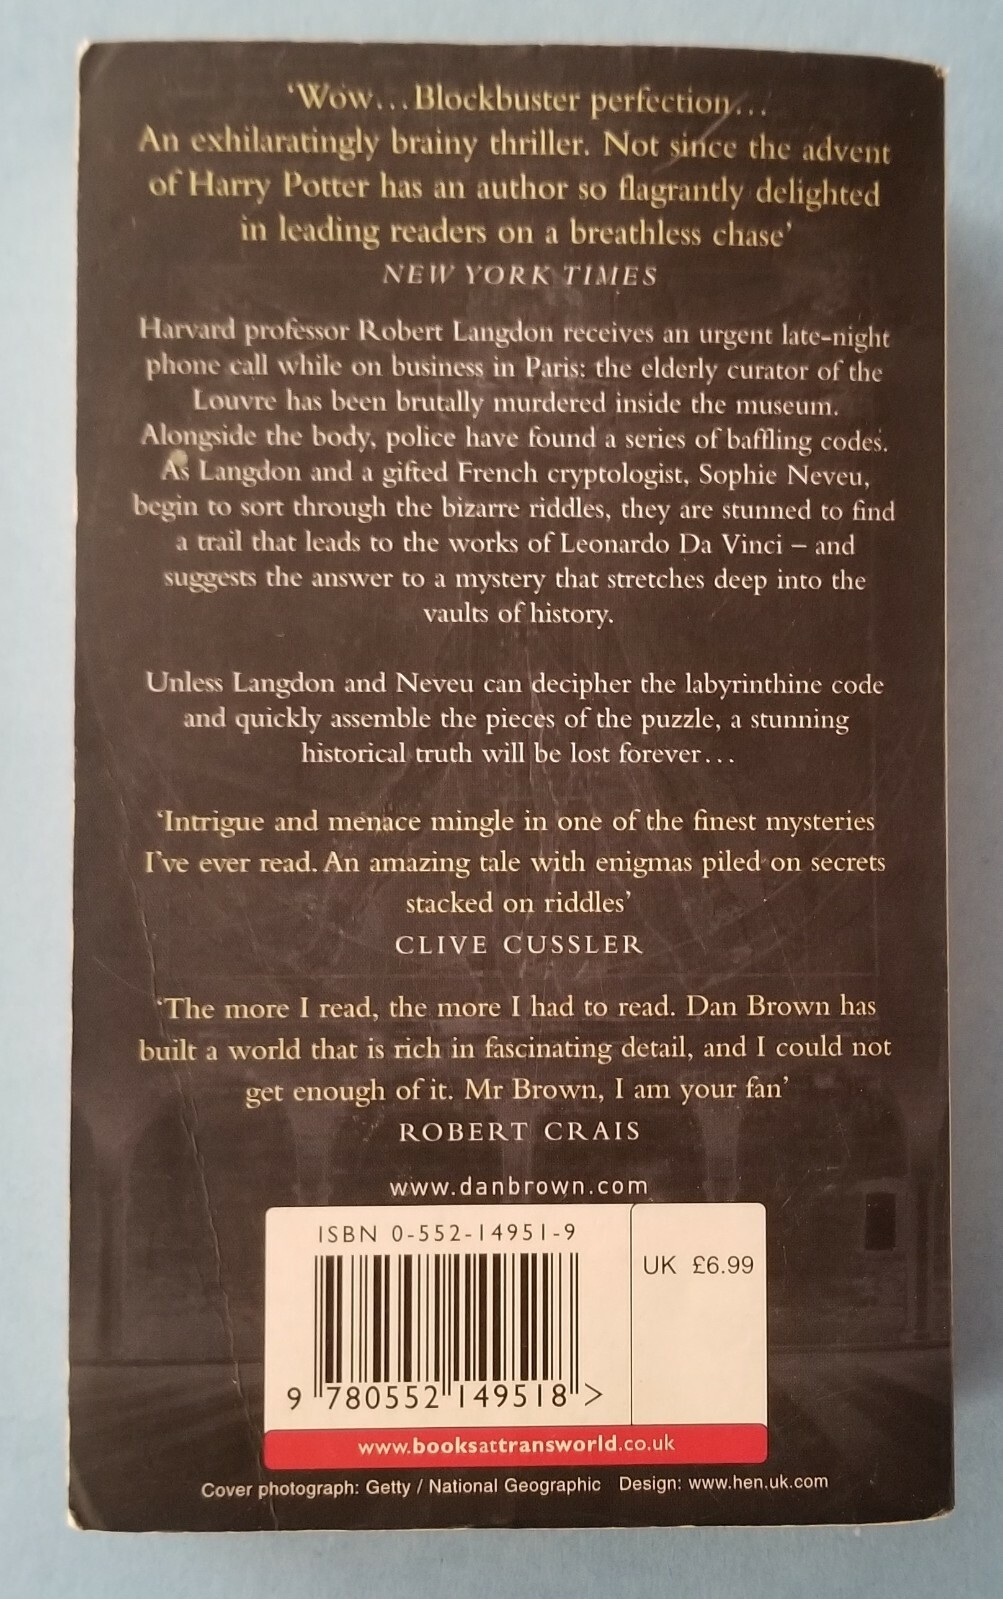 ‘Wow...Blockbuster perfection...
An exhilaratingly brainy thriller. Not since the advent
of Harry Potter has an author so flagrantly delighted
in leading readers on a breathless chase’
NEW YORK TIMES
Harvard professor Robert Langdon receives an urgent late-night
phone call while on business in Paris: the elderly curator of the
Louvre has been brutally murdered inside the museum.
Alongside the body, police have found a series of baffling codes.
As Langdon and a gifted French cryptologist, Sophie Neveu,
begin to sort through the bizarre riddles, they are stunned to find
a trail that leads to the works of Leonardo Da Vinci – and
suggests the answer to a mystery that stretches deep into the
vaults of history.
Unless Langdon and Neveu can decipher the labyrinthine code
and quickly assemble the pieces of the puzzle, a stunning
historical truth will be lost forever...
‘Intrigue and menace mingle in one of the finest mysteries
I’ve ever read. An amazing tale with enigmas piled on secrets
stacked on riddles’
CLIVE CUSSLER
‘The more I read, the more I had to read. Dan Brown has
built a world that is rich in fascinating detail, and I could not
get enough of it. Mr Brown, I am your fan’
ROBERT CRAIS
www.danbrown.com
ISBN 0-552-14951-9
UK £6.99
9 780552 149518 >
www.booksattransworld.co.uk
Cover photograph: Getty / National Geographic Design: www.hen.uk.com